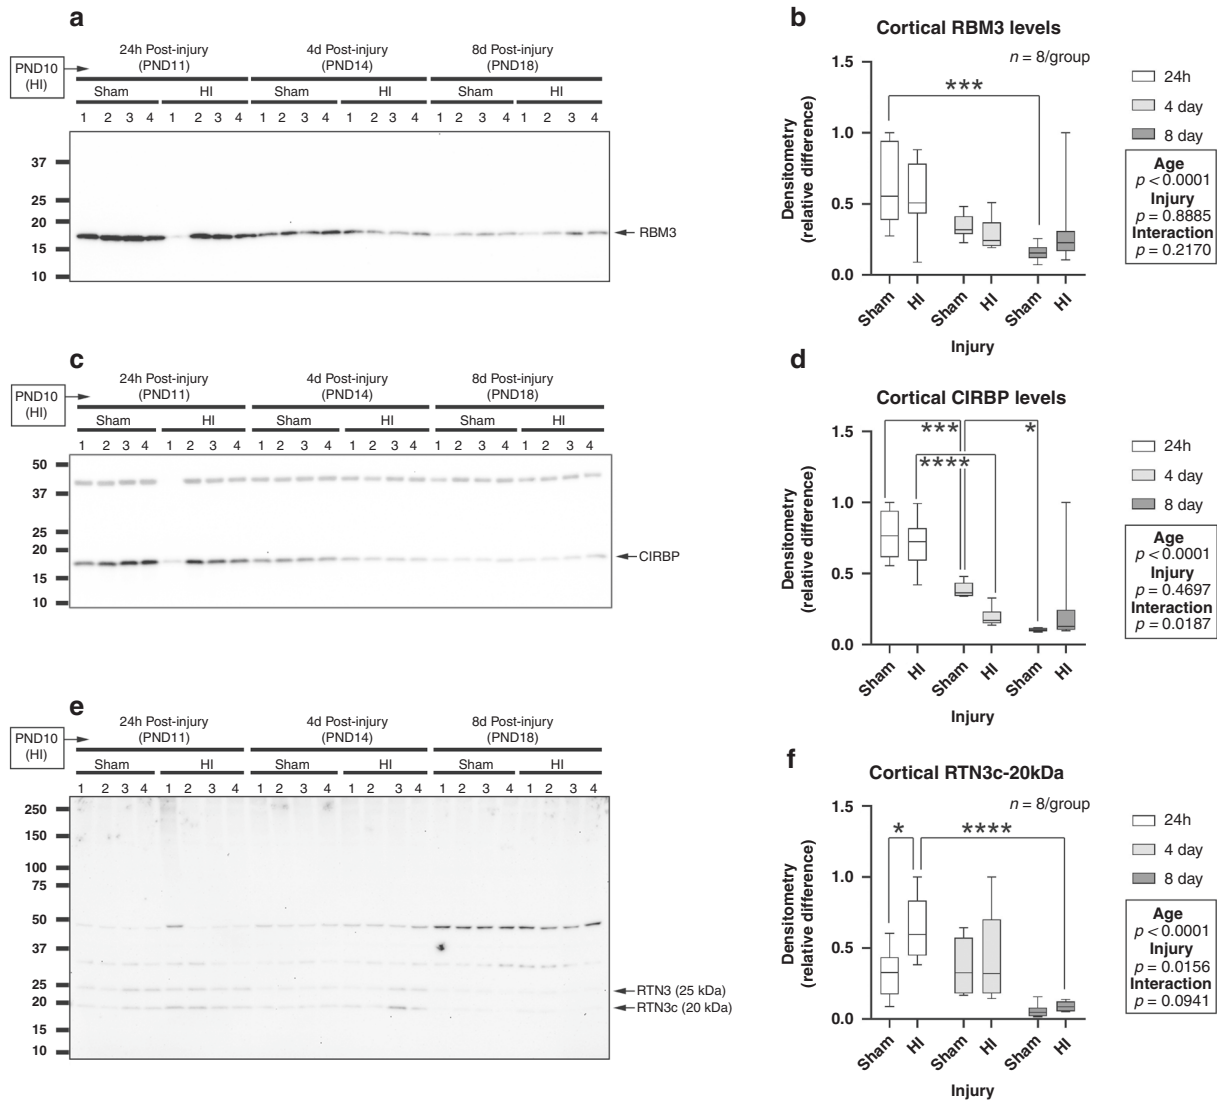 a
24h Post-injury
(PND11)
4d Post-injury
(PND14)
8d Post-injury
(PND18)
PND10
(HI)
Sham HI Sham HI Sham HI
1 2 3 4 1 2 3 4 1 2 3 4 1 2 3 4 1 2 3 4 1 2 3 4
37
25
20
15
10
RBM3
b
Cortical RBM3 levels
n = 8/group
Densitometry
(relative difference)
1.5
1.0
0.5
0.0
***
Sham HI Sham HI Sham HI
Injury
24h
4 day
8 day
Age
p < 0.0001
Injury
p = 0.8885
Interaction
p = 0.2170
c
24h Post-injury
(PND11)
4d Post-injury
(PND14)
8d Post-injury
(PND18)
PND10
(HI)
Sham HI Sham HI Sham HI
1 2 3 4 1 2 3 4 1 2 3 4 1 2 3 4 1 2 3 4 1 2 3 4
50
37
25
20
15
10
CIRBP
d
Cortical CIRBP levels
Densitometry
(relative difference)
1.5
1.0
0.5
0.0
*** *
****
Sham HI Sham HI Sham HI
Injury
24h
4 day
8 day
Age
p < 0.0001
Injury
p = 0.4697
Interaction
p = 0.0187
e
24h Post-injury
(PND11)
4d Post-injury
(PND14)
8d Post-injury
(PND18)
PND10
(HI)
Sham HI Sham HI Sham HI
1 2 3 4 1 2 3 4 1 2 3 4 1 2 3 4 1 2 3 4 1 2 3 4
250
150
100
75
50
37
25
20
15
10
RTN3 (25 kDa)
RTN3c (20 kDa)
f
Cortical RTN3c-20kDa
n = 8/group
Densitometry
(relative difference)
1.5
1.0
0.5
0.0
* ****
Sham HI Sham HI Sham HI
Injury
24h
4 day
8 day
Age
p < 0.0001
Injury
p = 0.0156
Interaction
p = 0.0941